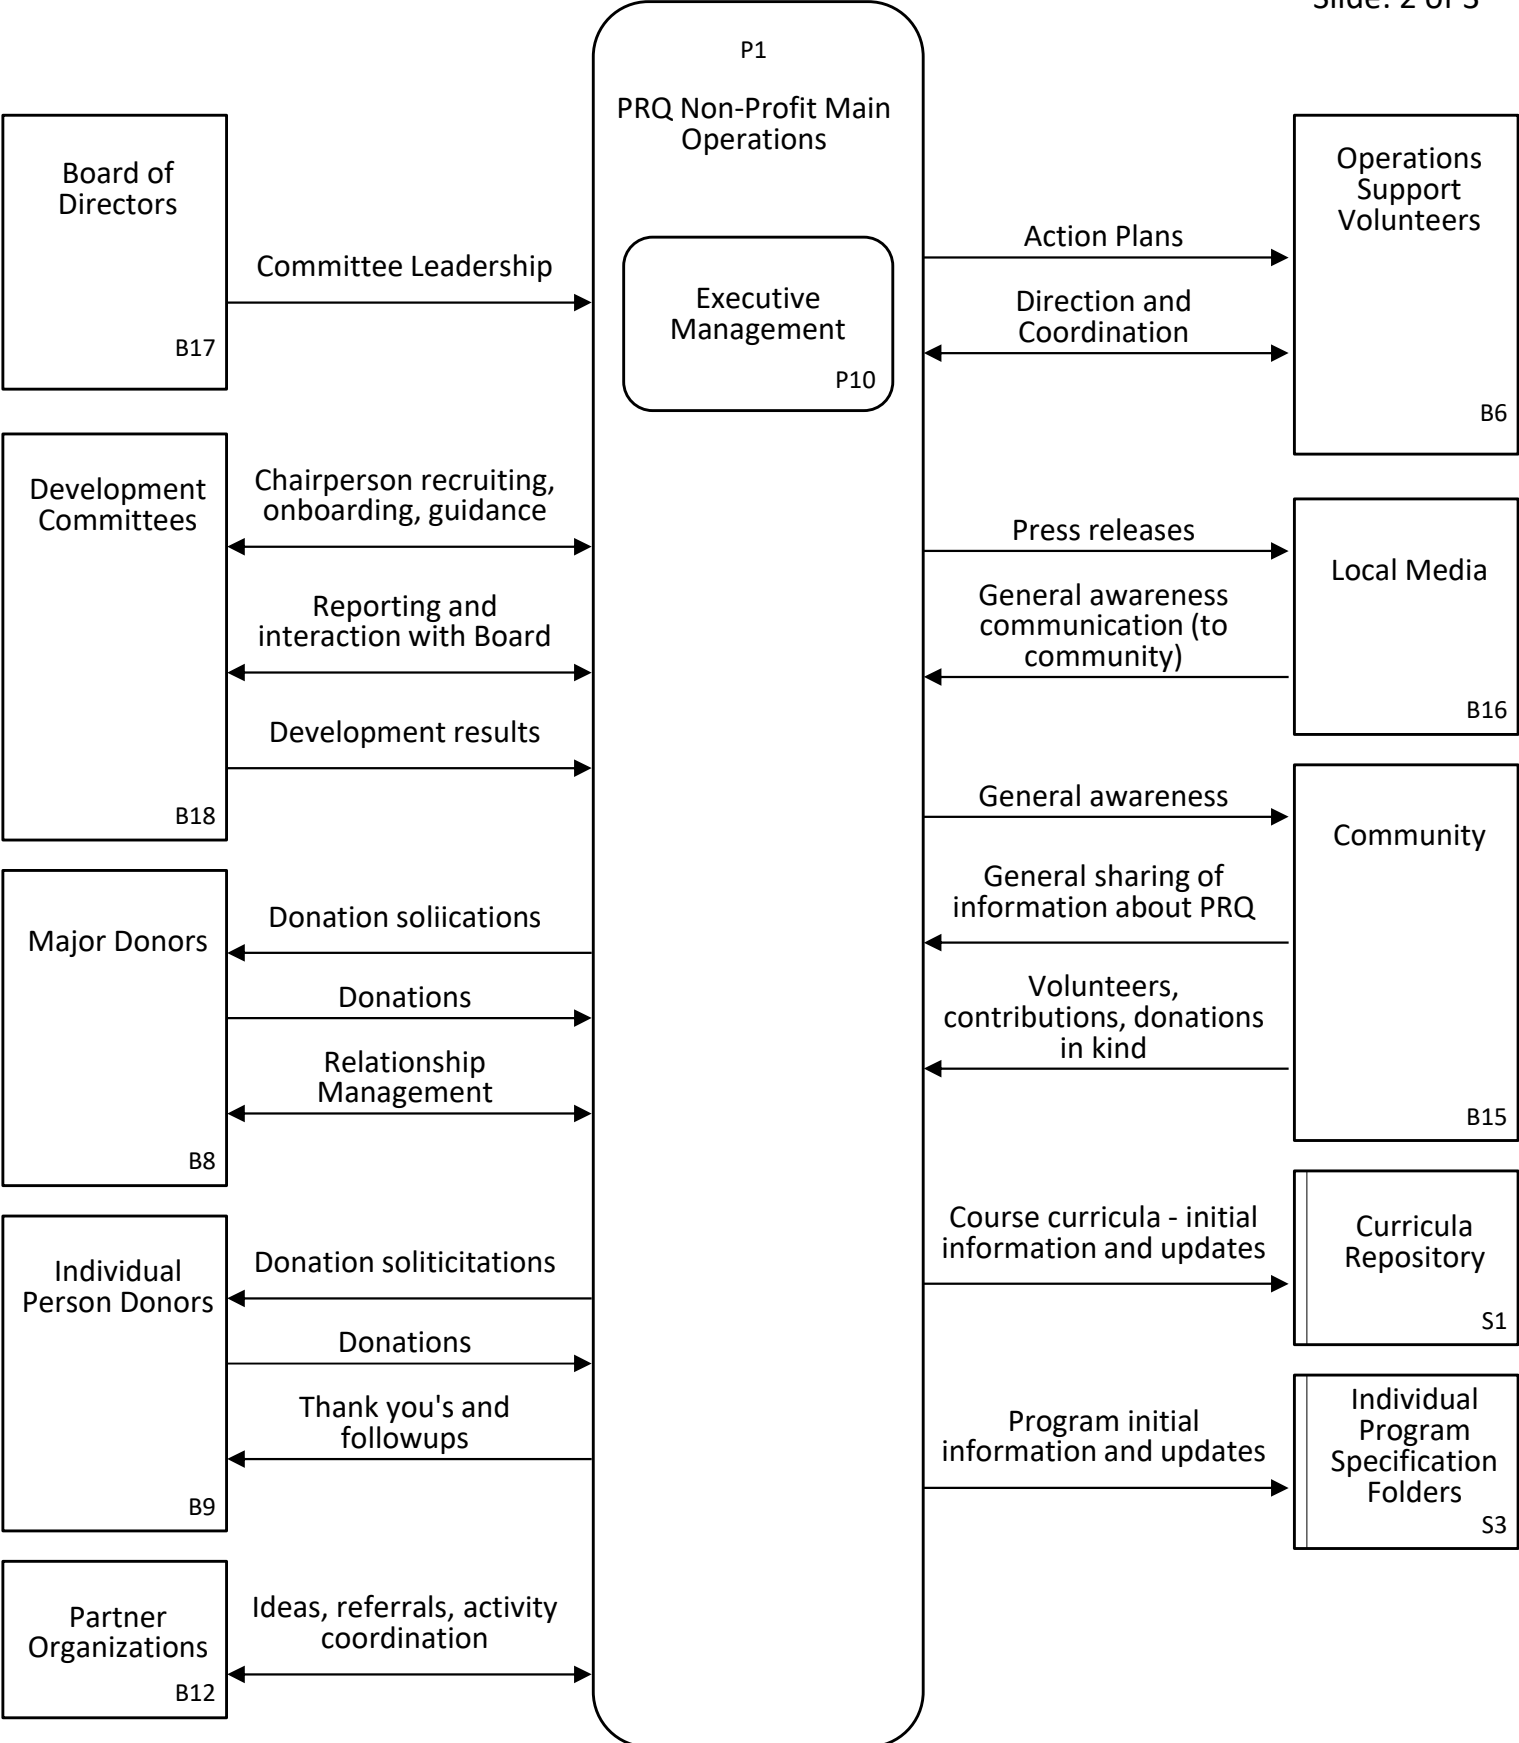 Slide: 2 of 3
P1
PRQ Non-Profit Main
Operations
Executive
Management
P10
Board of
Directors
B17
Committee Leadership
Development
Committees
B18
Chairperson recruiting,
onboarding, guidance
Reporting and
interaction with Board
Development results
Major Donors
B8
Donation soliications
Donations
Relationship
Management
Individual
Person Donors
B9
Donation soliticitations
Donations
Thank you's and
followups
Partner
Organizations
B12
Ideas, referrals, activity
coordination
Action Plans
Direction and
Coordination
Operations
Support
Volunteers
B6
Press releases
General awareness
communication (to
community)
Local Media
B16
General awareness
General sharing of
information about PRQ
Volunteers,
contributions, donations
in kind
Community
B15
Course curricula - initial
information and updates
Curricula
Repository
S1
Program initial
information and updates
Individual
Program
Specification
Folders
S3